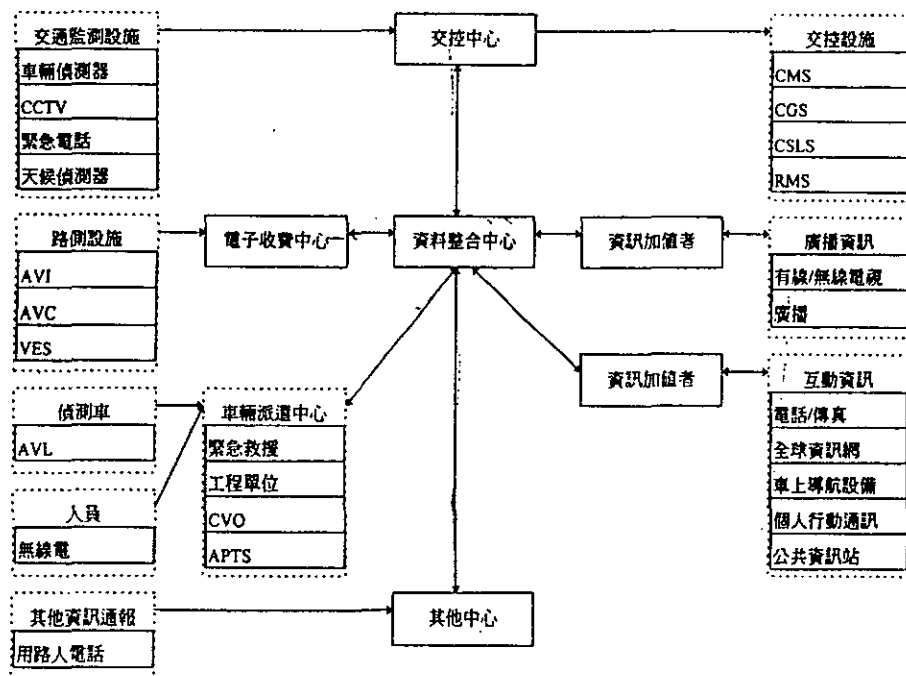 交通監測設施
車輛偵測器
CCTV
緊急電話
天候偵測器
交控中心
交控設施
CMS
CGS
CSLS
RMS
路側設施
AVI
AVC
VES
電子收費中心
資料整合中心
資訊加值者
廣播資訊
有線/無線電視
廣播
資訊加值者
互動資訊
電話/傳真
全球資訊網
車上導航設備
個人行動通訊
公共資訊站
偵測車
AVL
人員
無線電
車輛派遣中心
緊急救援
工程單位
CVO
APTS
其他資訊通報
用路人電話
其他中心